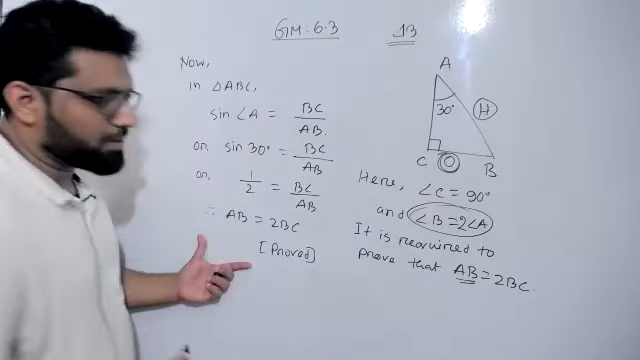 GM: 6.3 13
Now,
in △ABC,
sin ∠A = BC / AB.
or, sin 30° = BC / AB
or, 1 / 2 = BC / AB
∴ AB = 2BC
[Proved]
A
30°
H
C
O
B
Here, ∠C = 90°
and ∠B = 2∠A
It is required to
prove that AB = 2BC.